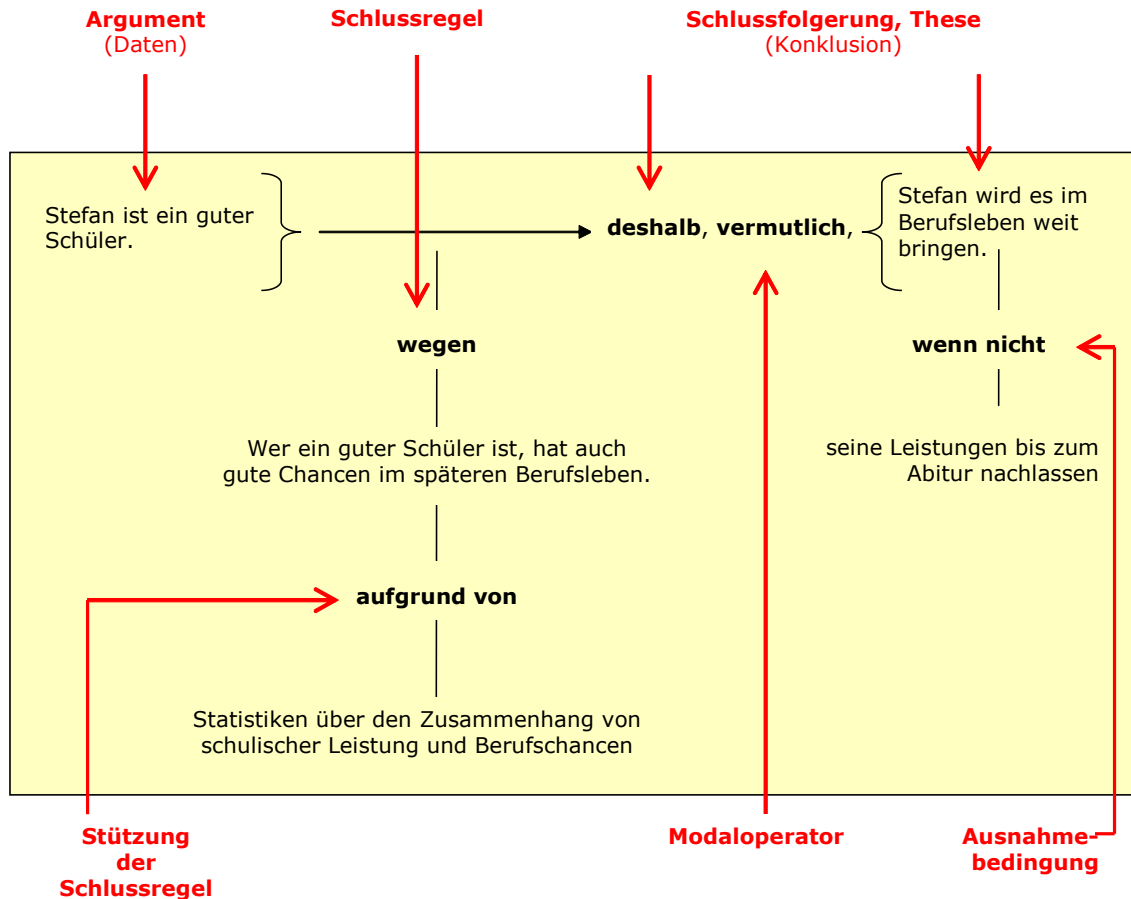 Argument
(Daten)
Schlussregel
Schlussfolgerung, These
(Konklusion)
Stefan ist ein guter
Schüler.
deshalb, vermutlich,
Stefan wird es im
Berufsleben weit
bringen.
wegen
wenn nicht
Wer ein guter Schüler ist, hat auch
gute Chancen im späteren Berufsleben.
seine Leistungen bis zum
Abitur nachlassen
aufgrund von
Statistiken über den Zusammenhang von
schulischer Leistung und Berufschancen
Stützung
der
Schlussregel
Modaloperator
Ausnahme-
bedingung